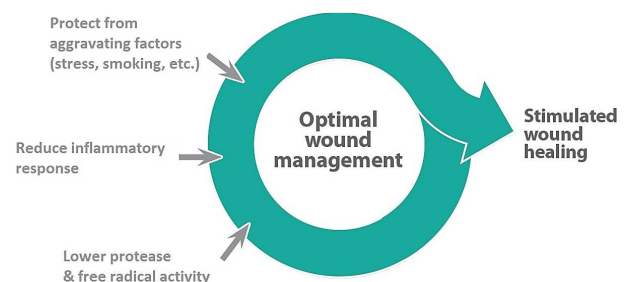 Protect from
aggravating factors
(stress, smoking, etc.)
Optimal
wound
management
Stimulated
wound
healing
Reduce inflammatory
response
Lower protease
& free radical activity